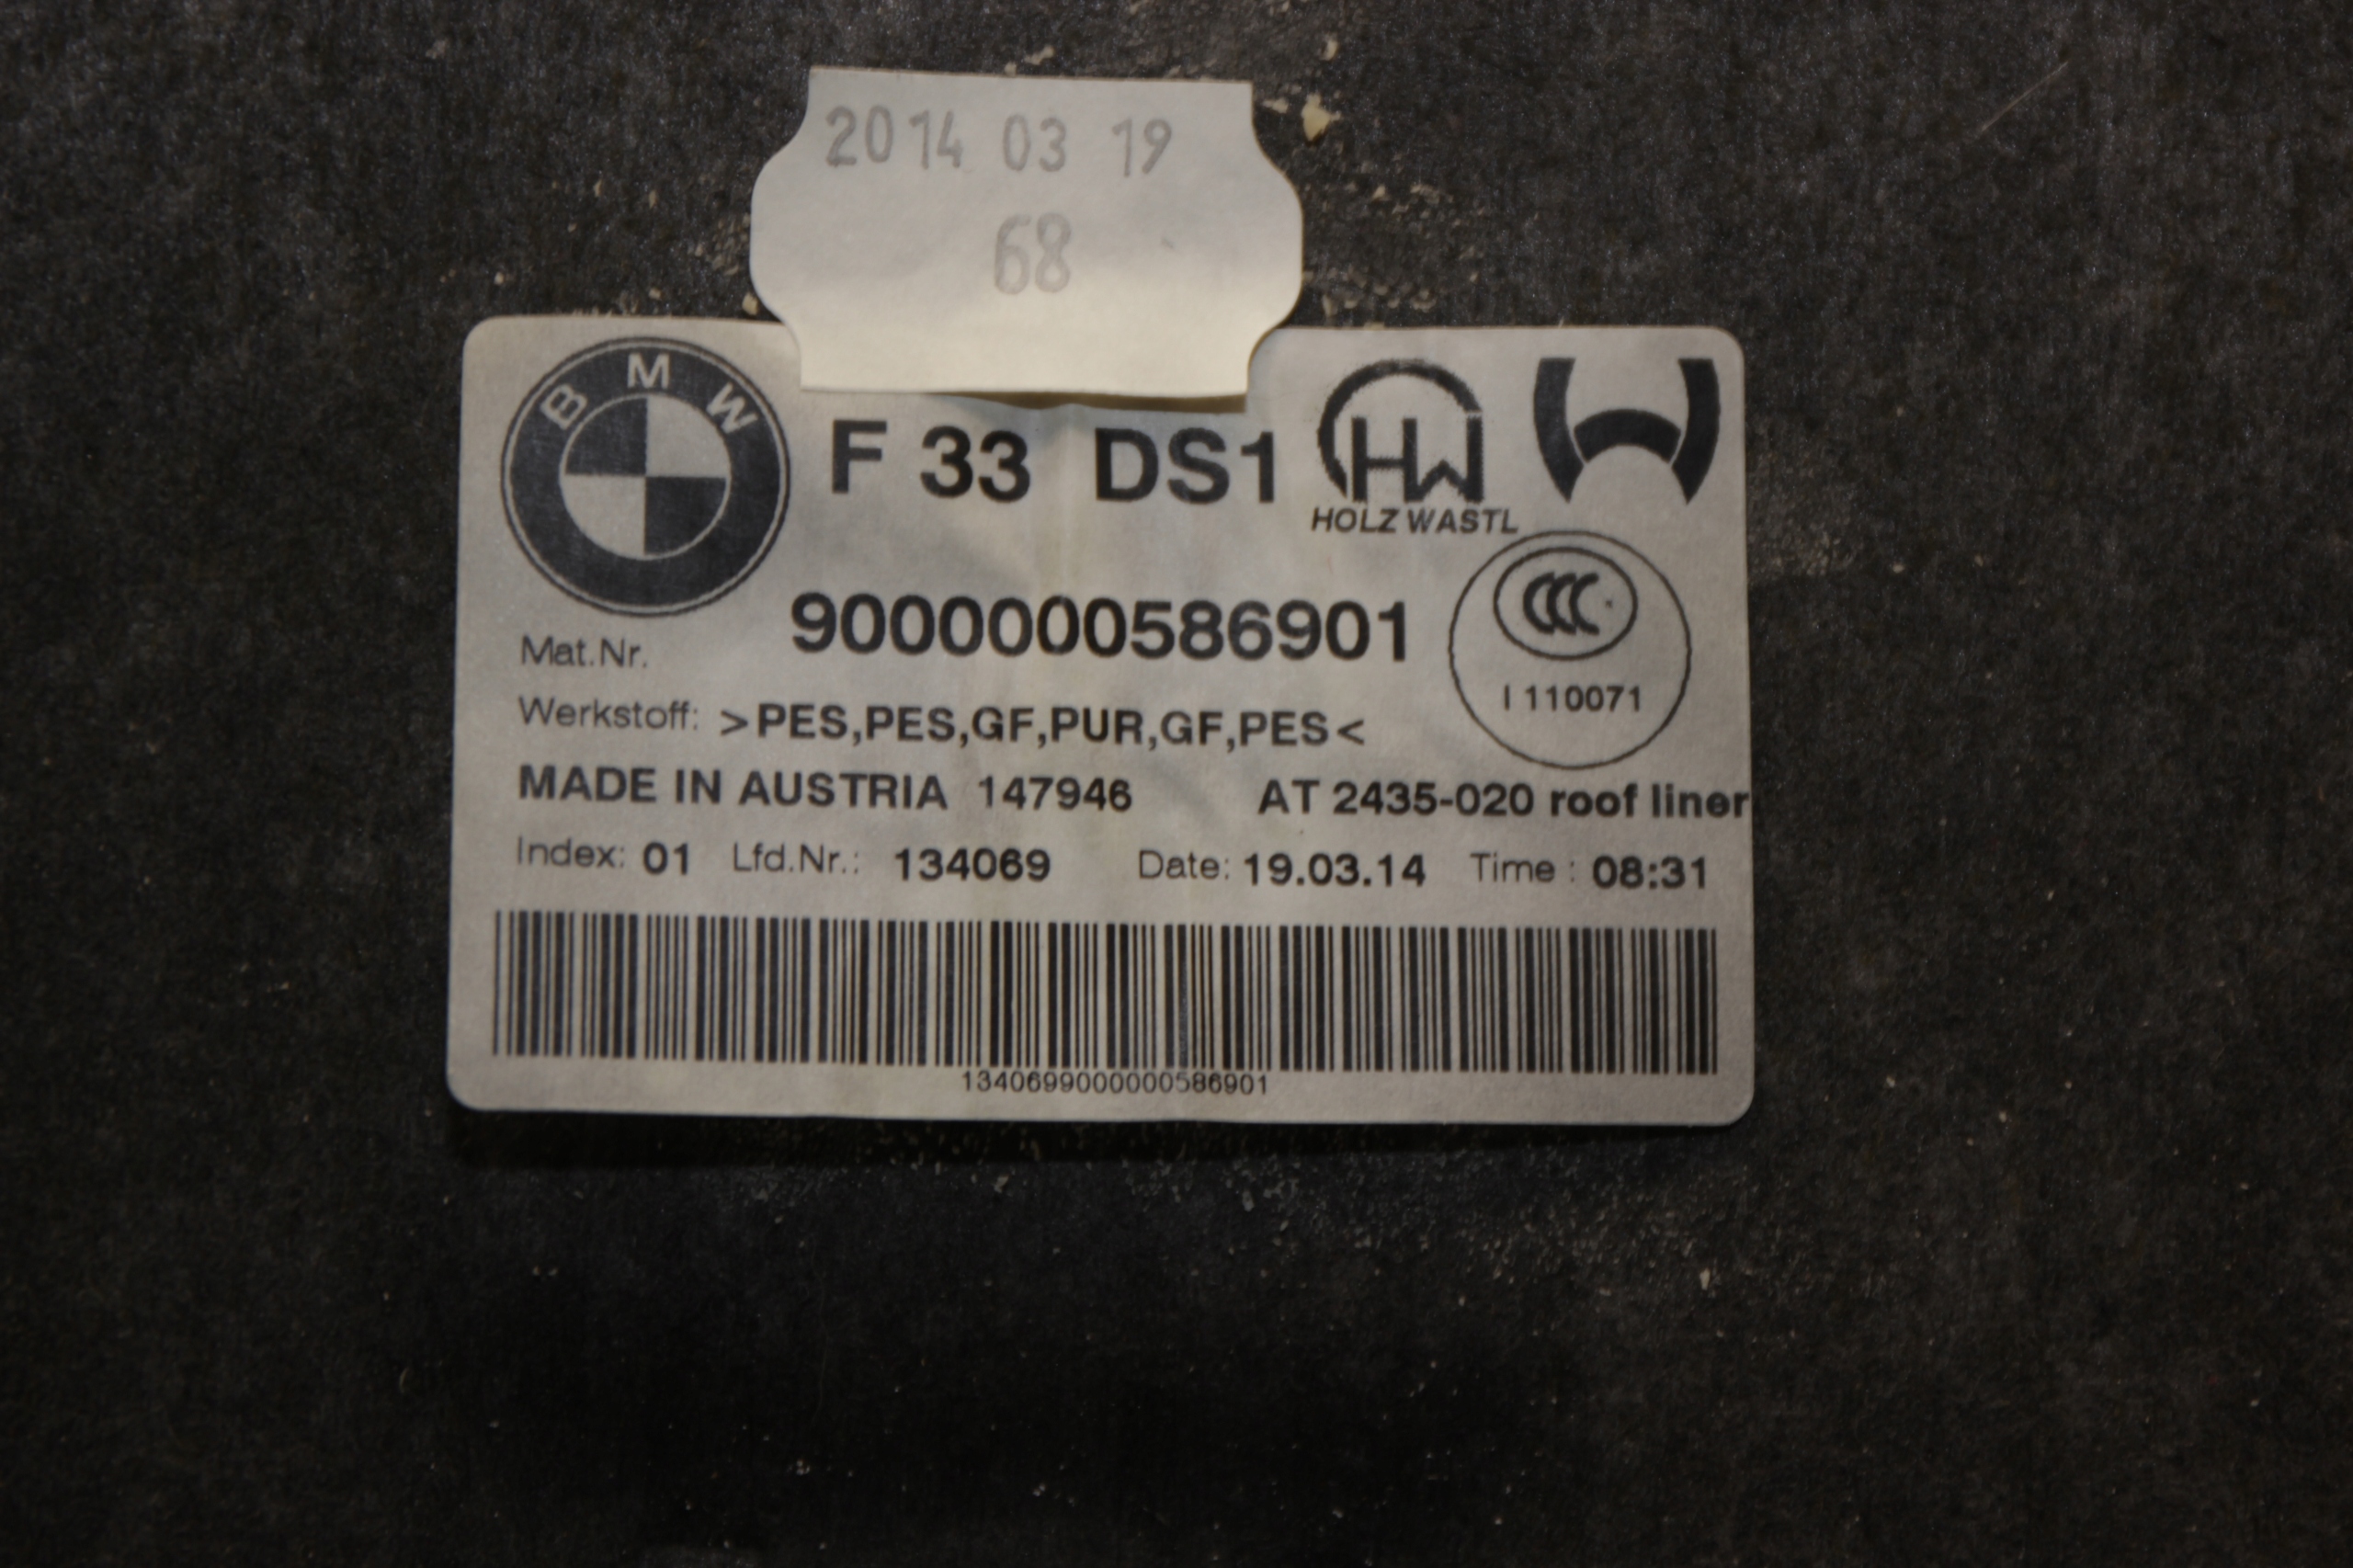 2014 03 19
68
BMW
F 33 DS1
HW
HOLZ WASTL
Mat.Nr. 9000000586901
CCC
I 110071
Werkstoff: >PES,PES,GF,PUR,GF,PES<
MADE IN AUSTRIA 147946 AT 2435-020 roof liner
Index: 01 Lfd.Nr.: 134069 Date: 19.03.14 Time : 08:31
1340699000000586901